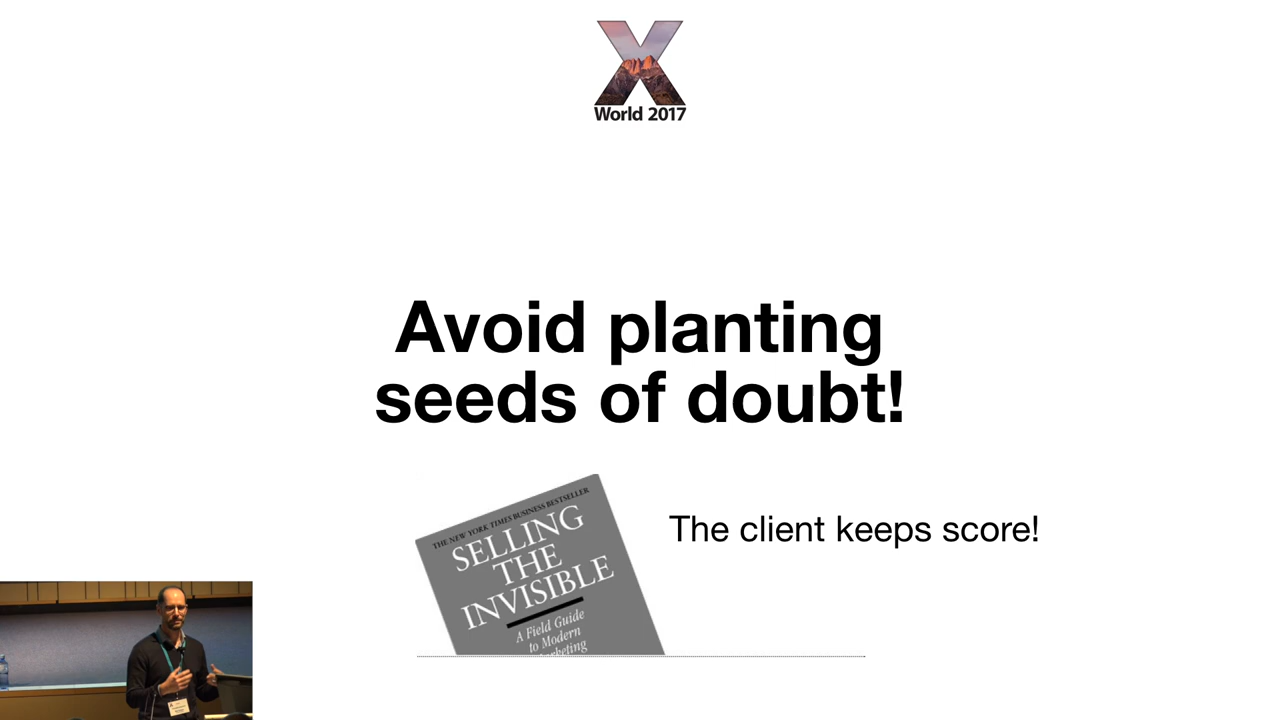 X
World 2017
Avoid planting
seeds of doubt!
THE NEW YORK TIMES BUSINESS BESTSELLER
SELLING
THE
INVISIBLE
A Field Guide
to Modern
The client keeps score!